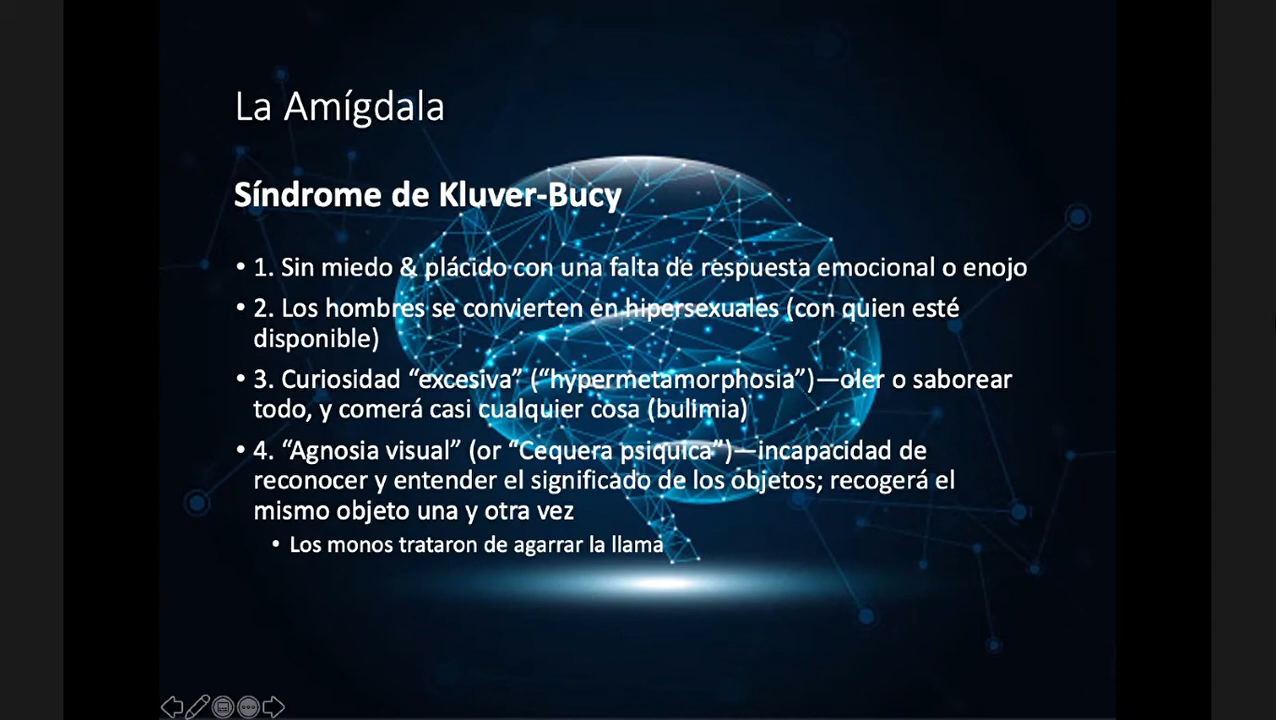 La Amígdala
Síndrome de Kluver-Bucy
• 1. Sin miedo & plácido con una falta de respuesta emocional o enojo
• 2. Los hombres se convierten en hipersexuales (con quien esté
disponible)
• 3. Curiosidad “excesiva” (“hypermetamorphosia”)—oler o saborear
todo, y comerá casi cualquier cosa (bulimia)
• 4. “Agnosia visual” (or “Cequera psiquica”)—incapacidad de
reconocer y entender el significado de los objetos; recogerá el
mismo objeto una y otra vez
• Los monos trataron de agarrar la llama